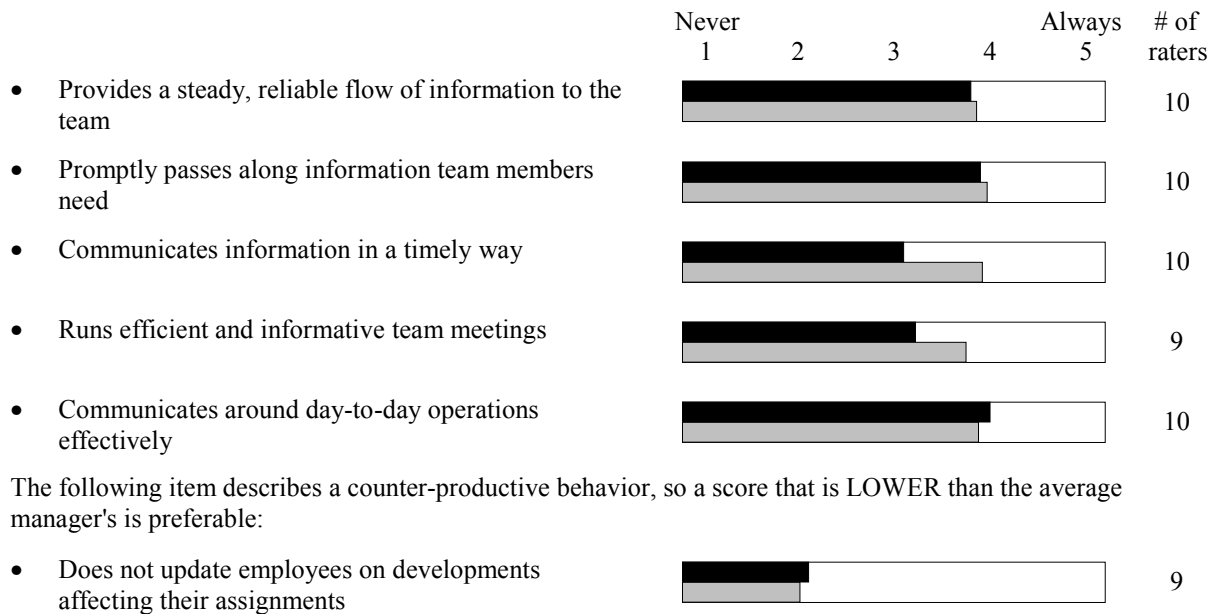 Never Always # of
1 2 3 4 5 raters
• Provides a steady, reliable flow of information to the
team
10
• Promptly passes along information team members
need
10
• Communicates information in a timely way
10
• Runs efficient and informative team meetings
9
• Communicates around day-to-day operations
effectively
10
The following item describes a counter-productive behavior, so a score that is LOWER than the average
manager's is preferable:
• Does not update employees on developments
affecting their assignments
9